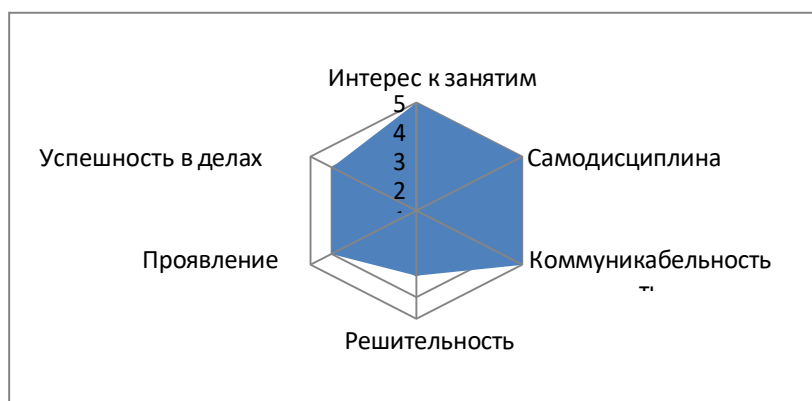 Интерес к занятим
5
4
3
2
Успешность в делах
Самодисциплина
Проявление
Коммуникабельность
Решительность